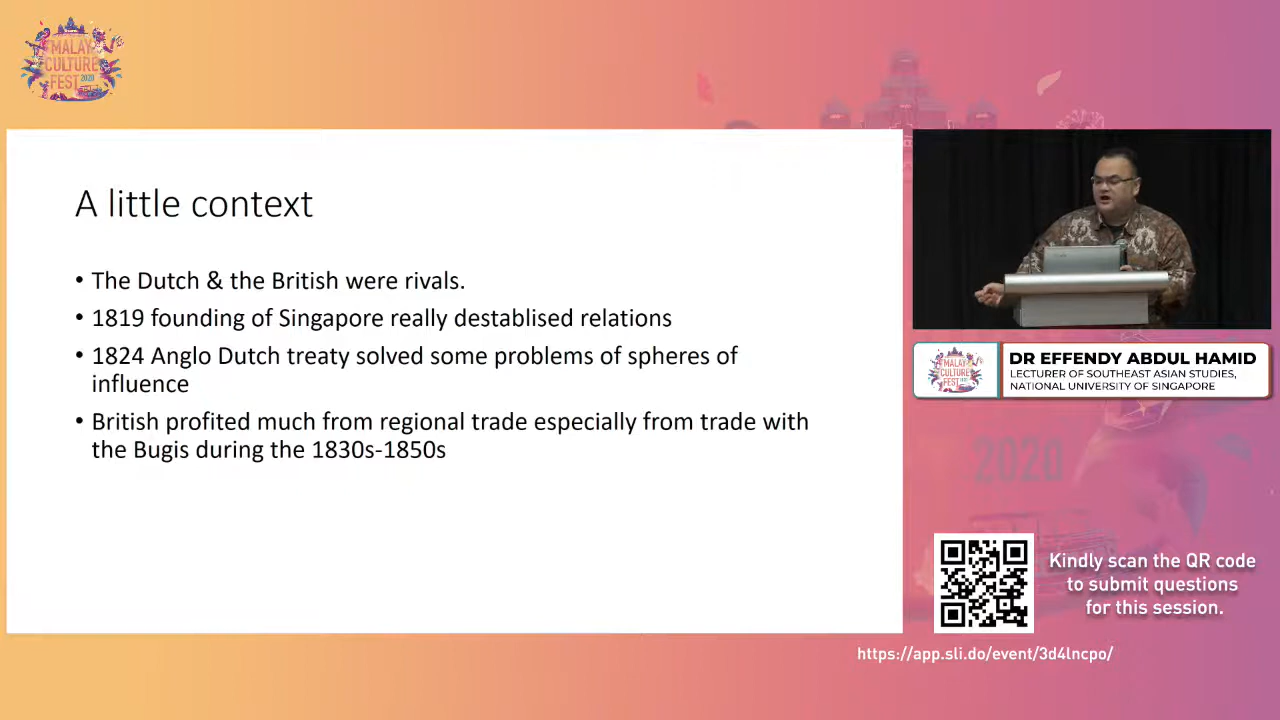 MALAY
CULTURE
FEST 2020
A little context
• The Dutch & the British were rivals.
• 1819 founding of Singapore really destablised relations
• 1824 Anglo Dutch treaty solved some problems of spheres of
influence
• British profited much from regional trade especially from trade with
the Bugis during the 1830s-1850s
MALAY
CULTURE
FEST
DR EFFENDY ABDUL HAMID
LECTURER OF SOUTHEAST ASIAN STUDIES,
NATIONAL UNIVERSITY OF SINGAPORE
2020
Kindly scan the QR code
to submit questions
for this session.
https://app.sli.do/event/3d4lncpo/